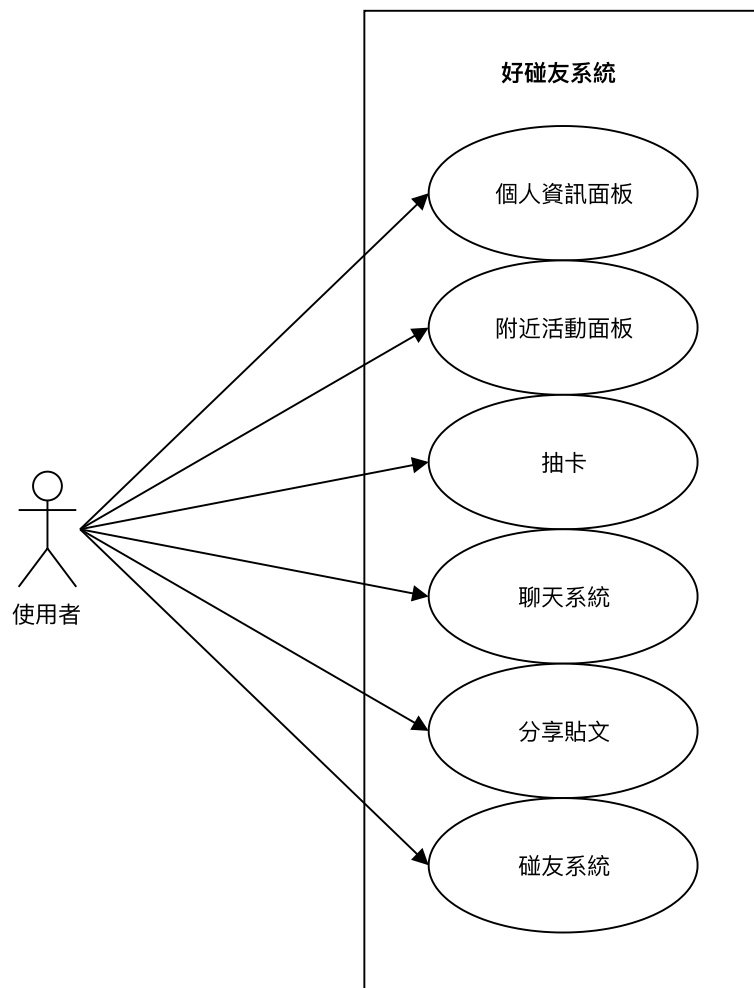 好碰友系統
個人資訊面板
附近活動面板
抽卡
聊天系統
使用者
分享貼文
碰友系統